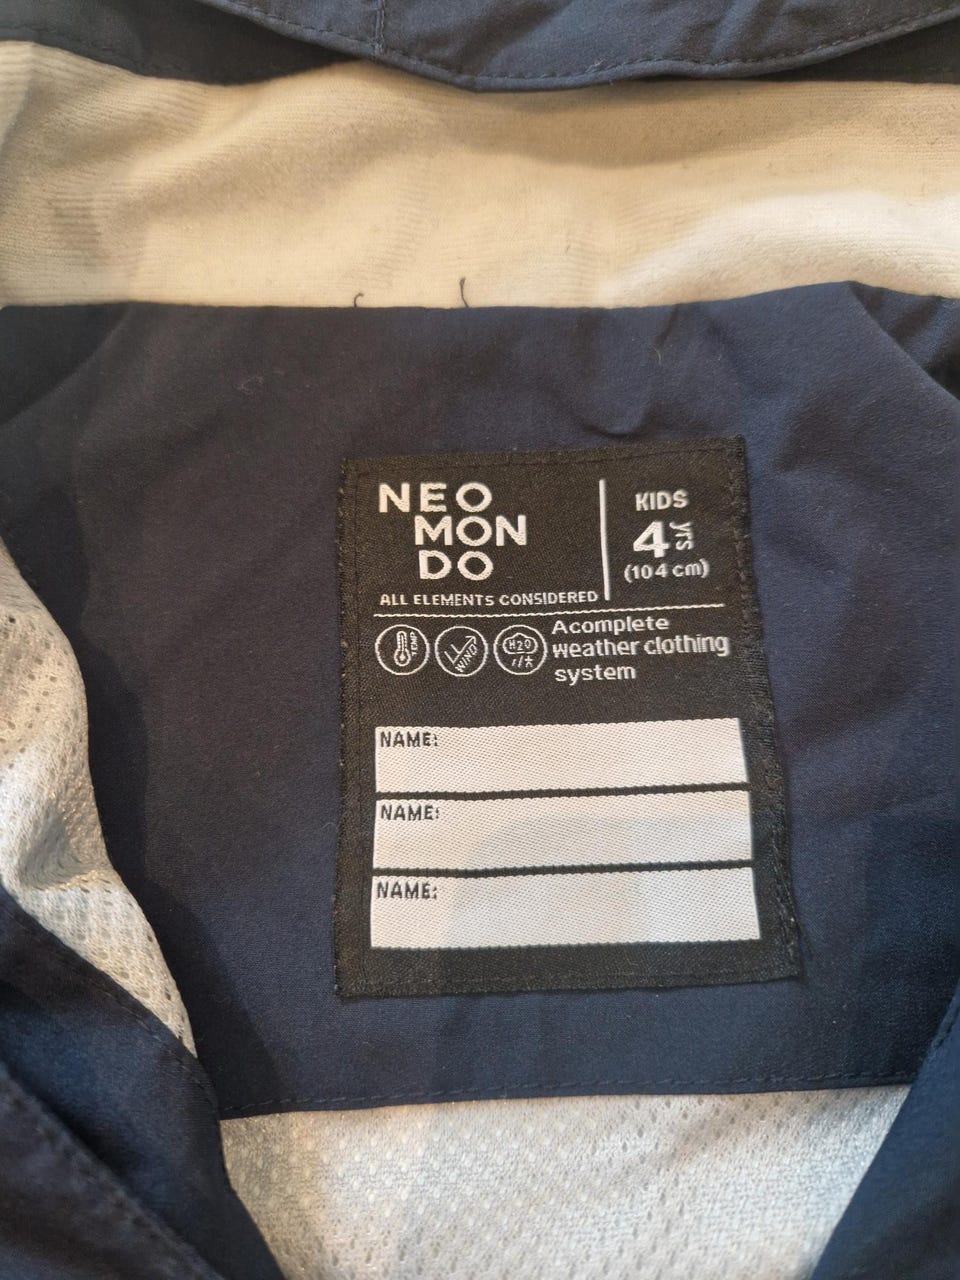 NEO
MON
DO
ALL ELEMENTS CONSIDERED
KIDS
4 yrs
(104 cm)
TEMP
WIND
H2O
Acomplete
weather clothing
system
NAME:
NAME:
NAME: